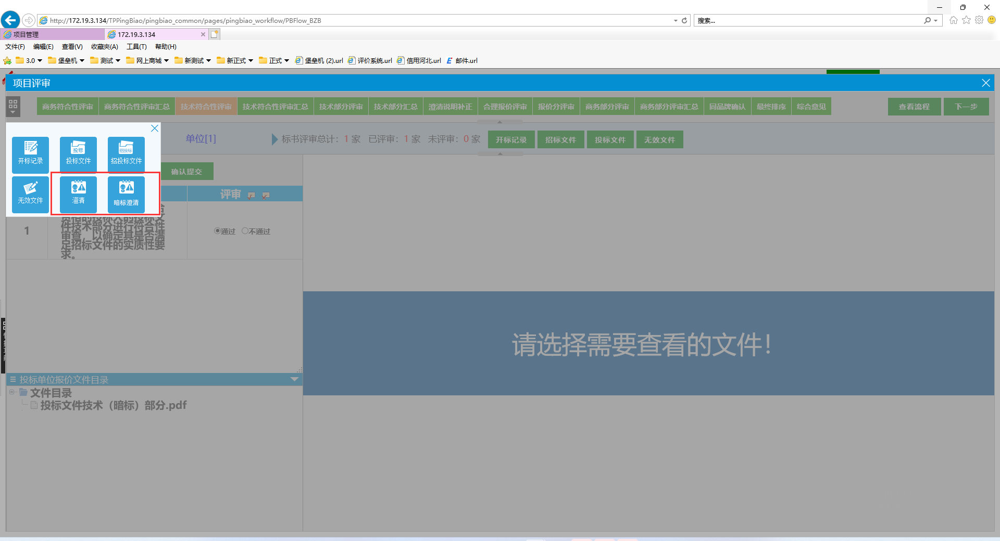 http://172.19.3.134/TPPingBiao/pingbiao_common/pages/pingbiao_workflow/PBFlow_BZB
搜索...
项目管理
172.19.3.134
文件(F) 编辑(E) 查看(V) 收藏夹(A) 工具(T) 帮助(H)
3.0 堡垒机 测试 网上商城 新测试 新正式 正式 堡垒机 (2).url 评价系统.url 信用河北.url 邮件.url
项目评审
商务符合性评审 商务符合性评审汇总 技术符合性评审 技术符合性评审汇总 技术部分评审 技术部分汇总 澄清说明补正 合理报价评审 报价分评审 商务部分评审 商务部分评审汇总 同品牌确认 最终排序 综合意见 查看流程 下一步
单位[1] 标书评审总计：1 家 已评审：1 家 未评审：0 家 开标记录 招标文件 投标文件 无效文件
投标 招投标
开标记录 投标文件 招投标文件
无效文件 澄清 暗标澄清
确认提交
评审
1
件技术部分进行符合性
审查，以确定其是否满
足招标文件的实质性要
求。
通过 不通过
请选择需要查看的文件！
投标单位报价文件目录
文件目录
投标文件技术（暗标）部分.pdf